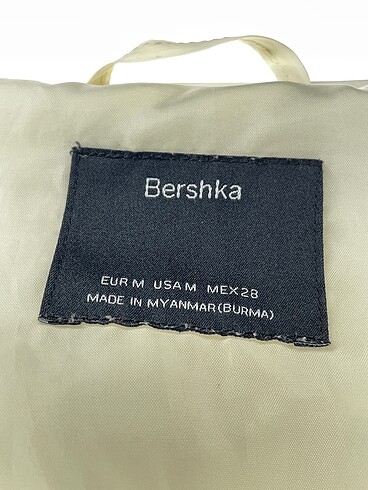 Bershka
EUR M USA M MEX 28
MADE IN MYANMAR (BURMA)